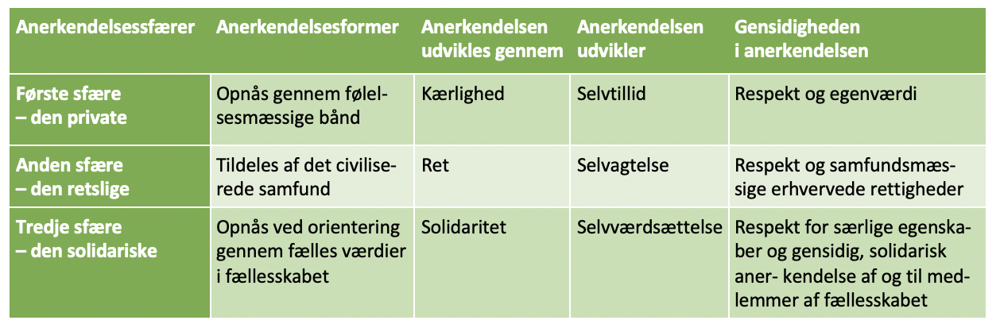 Anerkendelsessfærer
Anerkendelsesformer
Anerkendelsen
udvikles gennem
Anerkendelsen
udvikler
Gensidigheden
i anerkendelsen
Første sfære
– den private
Opnås gennem følel-
sesmæssige bånd
Kærlighed
Selvtillid
Respekt og egenværdi
Anden sfære
– den retslige
Tildeles af det civilise-
rede samfund
Ret
Selvagtelse
Respekt og samfundsmæs-
sige erhvervede rettigheder
Tredje sfære
– den solidariske
Opnås ved orientering
gennem fælles værdier
i fællesskabet
Solidaritet
Selvværdsættelse
Respekt for særlige egenska-
ber og gensidig, solidarisk
aner- kendelse af og til med-
lemmer af fællesskabet